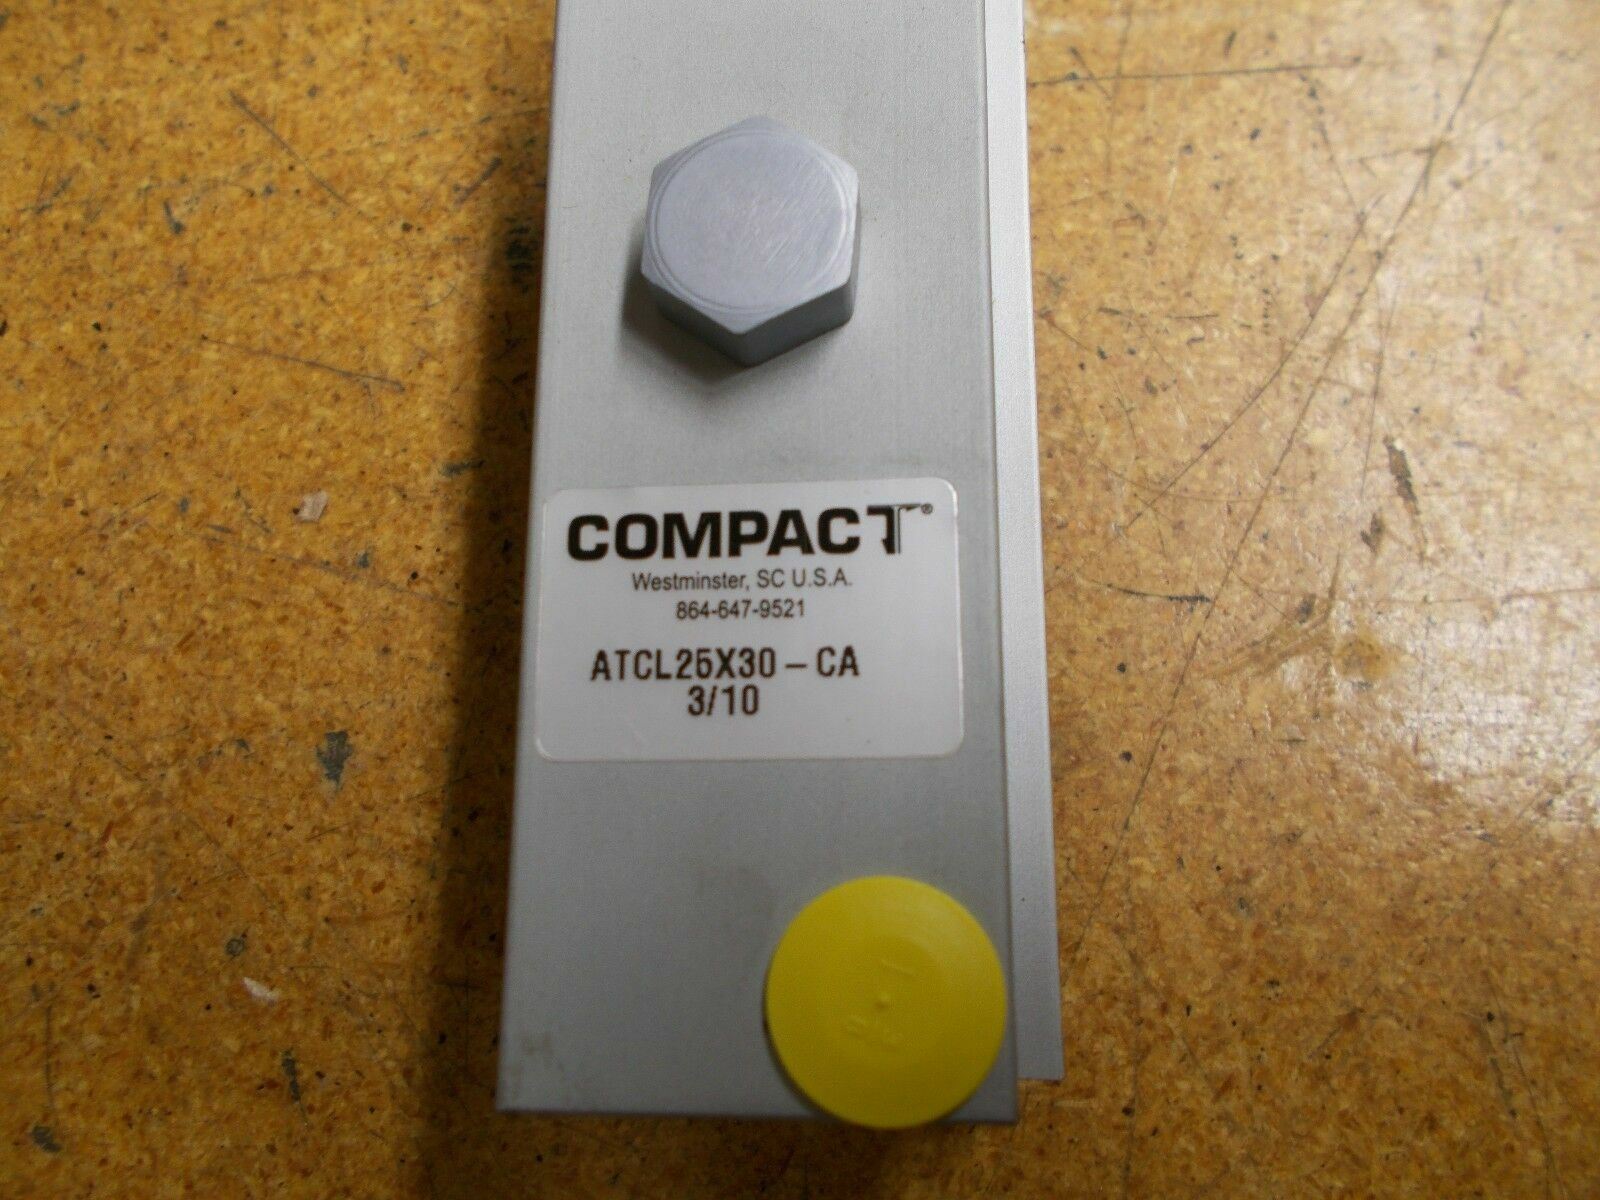 COMPACT®
Westminster, SC U.S.A.
864-647-9521
ATCL25X30-CA
3/10